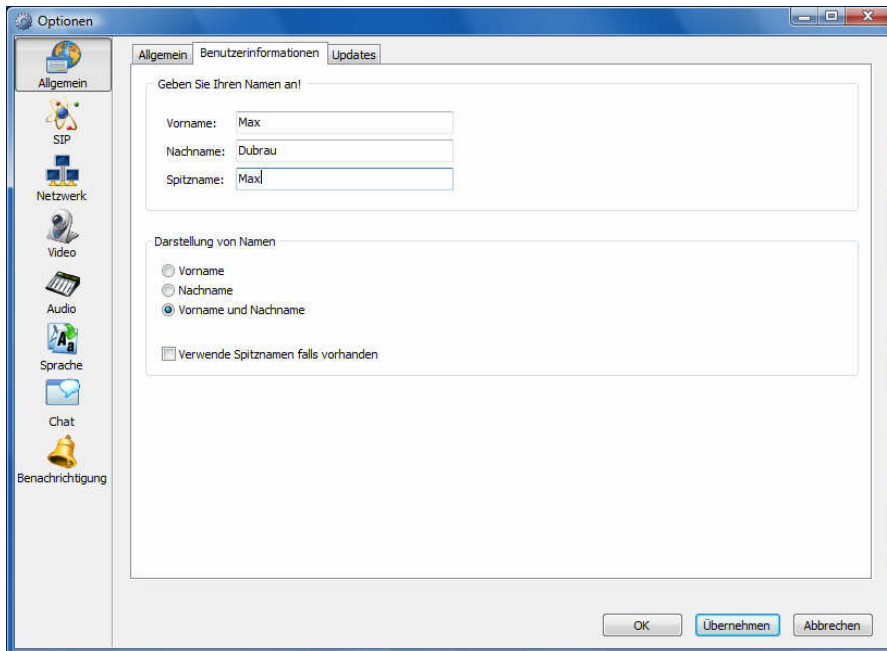 Optionen
Allgemein
SIP
Netzwerk
Video
Audio
Sprache
Chat
Benachrichtigung
Allgemein Benutzerinformationen Updates
Geben Sie Ihren Namen an!
Vorname: Max
Nachname: Dubrau
Spitzname: Max
Darstellung von Namen
Vorname
Nachname
Vorname und Nachname
Verwende Spitznamen falls vorhanden
OK Übernehmen Abbrechen